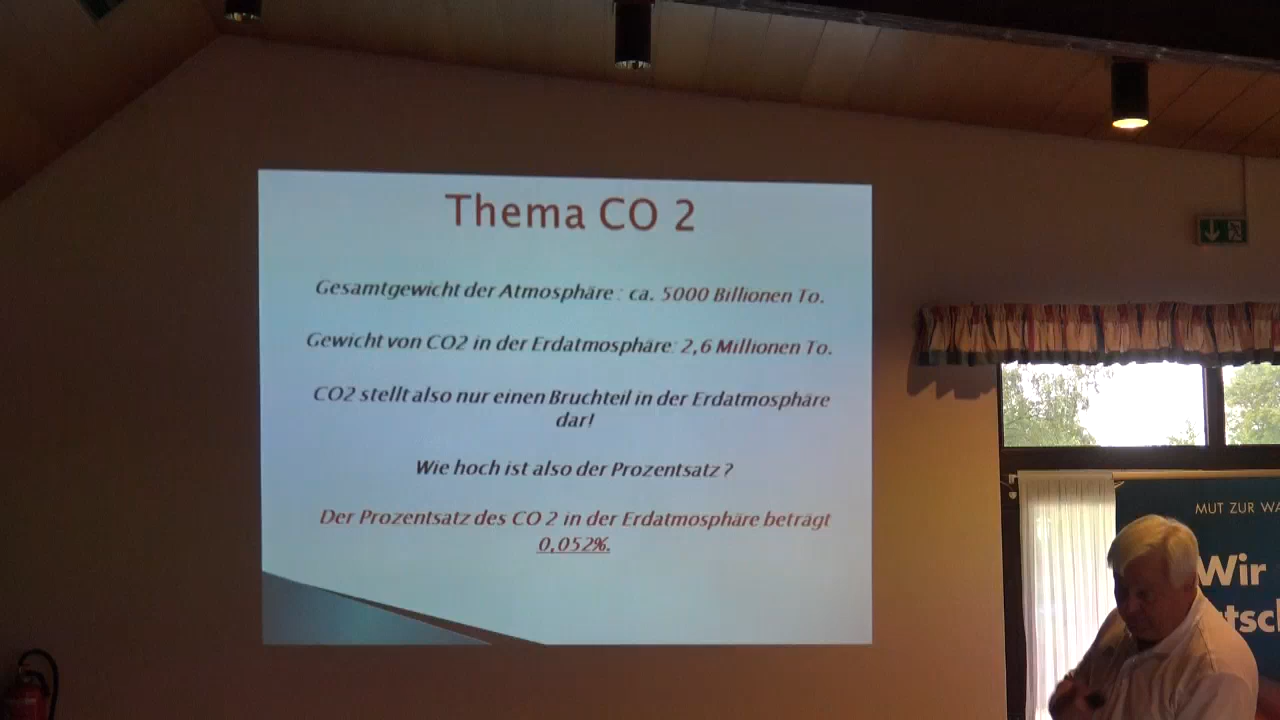 Thema CO 2
Gesamtgewicht der Atmosphäre : ca. 5000 Billionen To.
Gewicht von CO2 in der Erdatmosphäre: 2,6 Millionen To.
CO2 stellt also nur einen Bruchteil in der Erdatmosphäre
dar!
Wie hoch ist also der Prozentsatz ?
Der Prozentsatz des CO 2 in der Erdatmosphäre beträgt
0,052%.
MUT ZUR WA
Wir
tsch